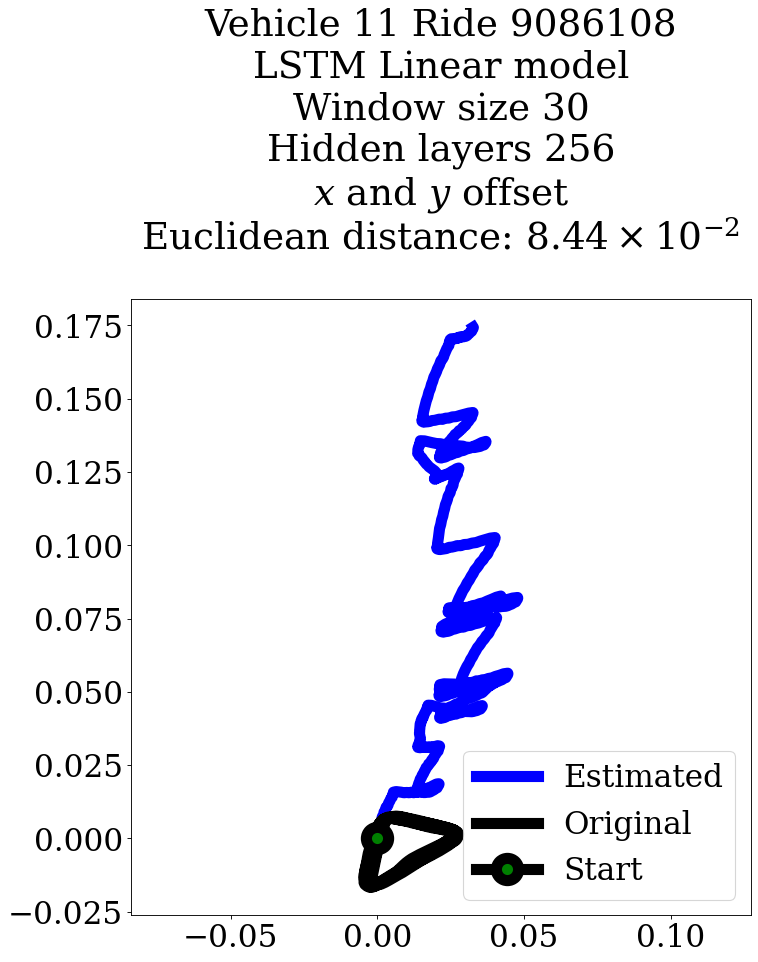 Vehicle 11 Ride 9086108
LSTM Linear model
Window size 30
Hidden layers 256
x and y offset
Euclidean distance: 8.44 × 10⁻²
0.175
0.150
0.125
0.100
0.075
0.050
0.025
0.000
−0.025
−0.05 0.00 0.05 0.10
Estimated
Original
Start